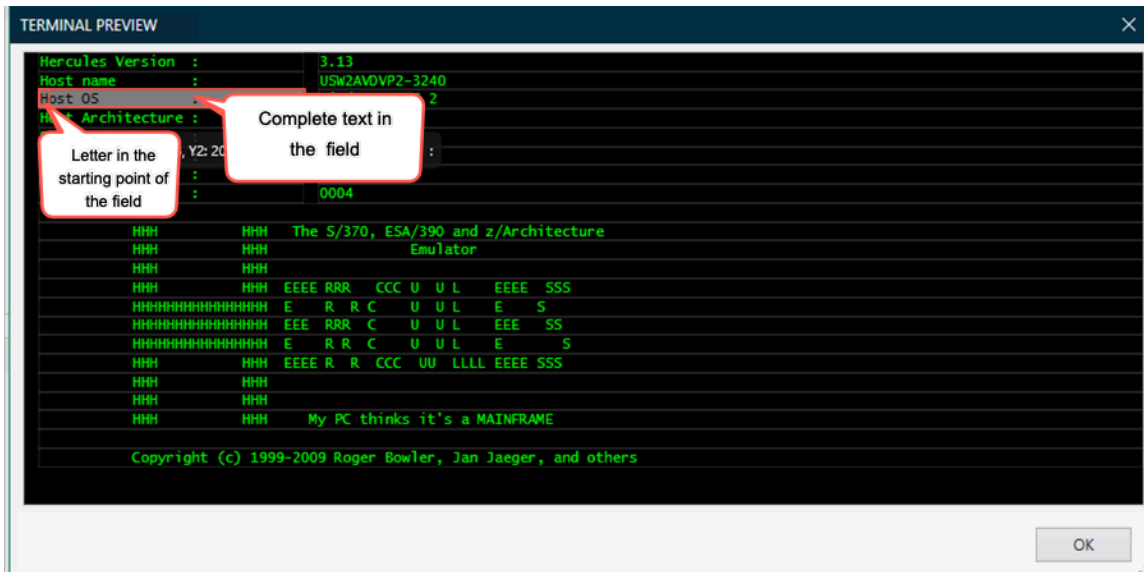 TERMINAL PREVIEW
Hercules Version : 3.13
Host name : USW2AVDVP2-3240
Host OS : 2
Host Architecture :
Complete text in
the field
Letter in the
starting point of
the field
, Y2: 20 :
:
: 0004
HHH HHH The S/370, ESA/390 and z/Architecture
HHH HHH Emulator
HHH HHH
HHH HHH EEEE RRR CCC U U L EEEE SSS
HHHHHHHHHHHHHHHHH E R R C U U L E S
HHHHHHHHHHHHHHHHH EEE RRR C U U L EEE SS
HHHHHHHHHHHHHHHHH E R R C U U L E S
HHH HHH EEEE R R CCC UU LLLL EEEE SSS
HHH HHH
HHH HHH
HHH HHH My PC thinks it's a MAINFRAME
Copyright (c) 1999-2009 Roger Bowler, Jan Jaeger, and others
OK